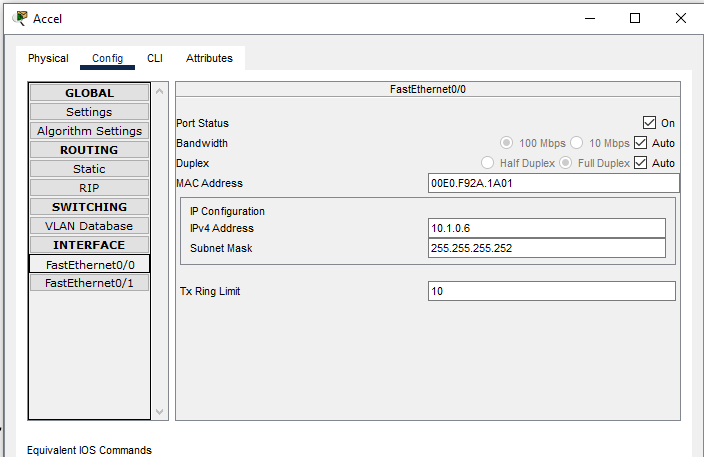 Accel
Physical Config CLI Attributes
GLOBAL
Settings
Algorithm Settings
ROUTING
Static
RIP
SWITCHING
VLAN Database
INTERFACE
FastEthernet0/0
FastEthernet0/1
FastEthernet0/0
Port Status On
Bandwidth 100 Mbps 10 Mbps Auto
Duplex Half Duplex Full Duplex Auto
MAC Address 00E0.F92A.1A01
IP Configuration
IPv4 Address 10.1.0.6
Subnet Mask 255.255.255.252
Tx Ring Limit 10
Equivalent IOS Commands